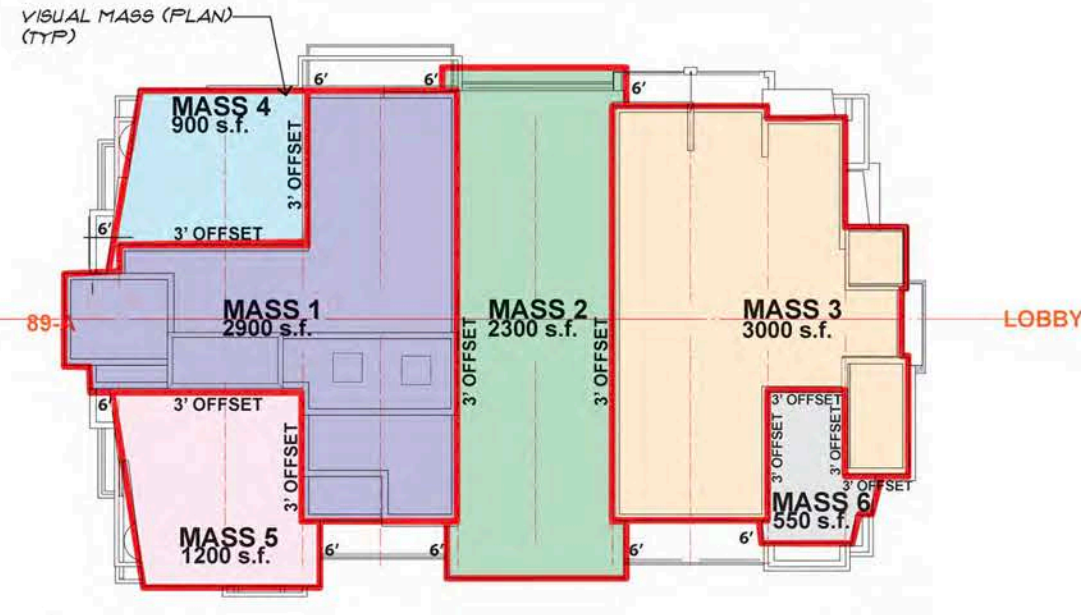 VISUAL MASS (PLAN)
(TYP)
6'
6'
6'
MASS 4
900 s.f.
3' OFFSET
3' OFFSET
6'
MASS 1
2900 s.f.
MASS 2
2300 s.f.
MASS 3
3000 s.f.
89-A
LOBBY
3' OFFSET
3' OFFSET
3' OFFSET
6'
3' OFFSET
3' OFFSET
3' OFFSET
3' OFFSET
3' OFFSET
MASS 6
550 s.f.
MASS 5
1200 s.f.
6'
6'
6'
6'